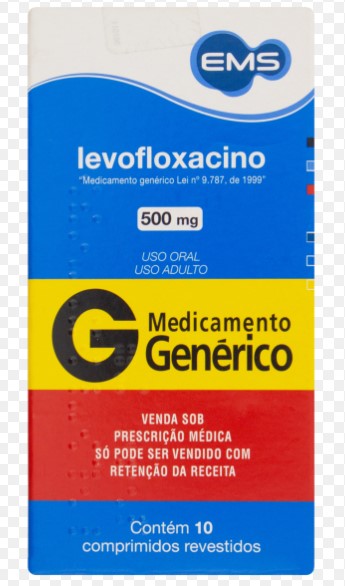 EMS
levofloxacino
"Medicamento genérico Lei nº 9.787, de 1999"
500 mg
USO ORAL
USO ADULTO
G Medicamento
Genérico
VENDA SOB
PRESCRIÇÃO MÉDICA
SÓ PODE SER VENDIDO COM
RETENÇÃO DA RECEITA
Contém 10
comprimidos revestidos